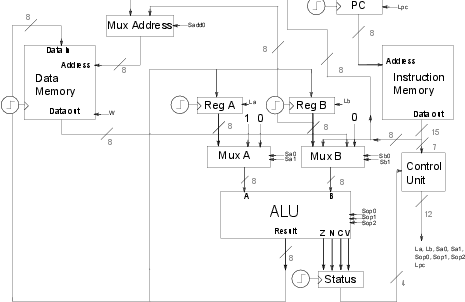 PC
Lpc
8
Mux Address
Sadd0
8
8
Data in
Address
8
Data
Memory
Data out
W
8
8
8
Address
Instruction
Memory
Data out
15
8
7
Reg A
La
Reg B
Lb
8
1 0
8
0
Mux A
Sa0
Sa1
Mux B
Sb0
Sb1
Control
Unit
8
8
A
B
12
ALU
Sop0
Sop1
Sop2
Result
Z N C V
8
La, Lb, Sa0, Sa1,
Sop0, Sop1, Sop2
Lpc
Status
4